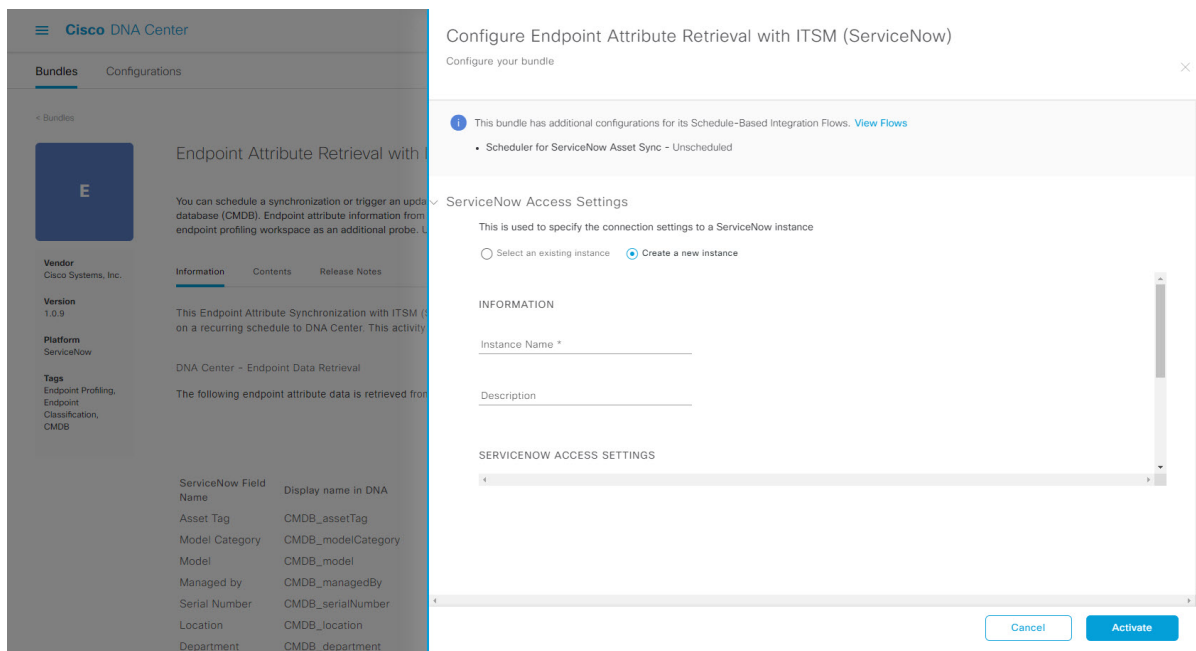 Cisco DNA Center
Bundles Configurations
< Bundles
E
Endpoint Attribute Retrieval with
You can schedule a synchronization or trigger an upda
database (CMDB). Endpoint attribute information from
endpoint profiling workspace as an additional probe. U
Vendor
Cisco Systems, Inc.
Version
1.0.9
Platform
ServiceNow
Tags
Endpoint Profiling,
Endpoint
Classification,
CMDB
Information Contents Release Notes
This Endpoint Attribute Synchronization with ITSM (
on a recurring schedule to DNA Center. This activity
DNA Center - Endpoint Data Retrieval
The following endpoint attribute data is retrieved from
ServiceNow Field
Name
Display name in DNA
Asset Tag CMDB_assetTag
Model Category CMDB_modelCategory
Model CMDB_model
Managed by CMDB_managedBy
Serial Number CMDB_serialNumber
Location CMDB_location
Department CMDB_department
Configure Endpoint Attribute Retrieval with ITSM (ServiceNow)
Configure your bundle
i This bundle has additional configurations for its Schedule-Based Integration Flows. View Flows
• Scheduler for ServiceNow Asset Sync - Unscheduled
ServiceNow Access Settings
This is used to specify the connection settings to a ServiceNow instance
Select an existing instance Create a new instance
INFORMATION
Instance Name *
Description
SERVICENOW ACCESS SETTINGS
Cancel Activate